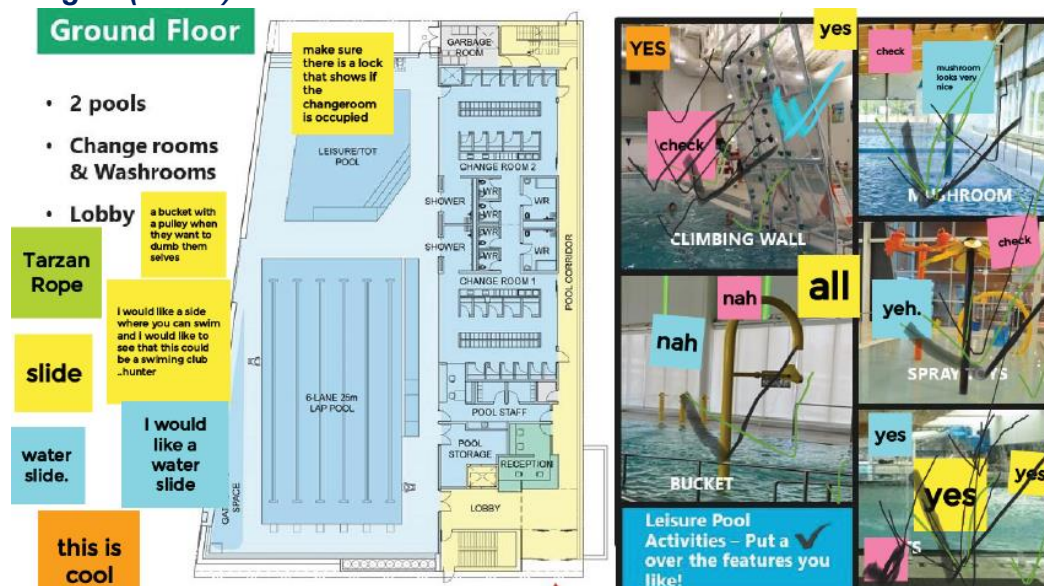 Ground Floor
• 2 pools
• Change rooms
& Washrooms
• Lobby
make sure
there is a lock
that shows if
the
changeroom
is occupied
a bucket with
a pulley when
they want to
dumb them
selves
Tarzan
Rope
I would like a side
where you can swim
and I would like to
see that this could
be a swiming club
..hunter
slide
water
slide.
I would
like a
water
slide
this is
cool
GARBAGE
ROOM
LEISURE/TOT
POOL
CHANGE ROOM 2
SHOWER
WR
WR
WR
SHOWER
WR
WR
WR
CHANGE ROOM 1
POOL CORRIDOR
6-LANE 25m
LAP POOL
POOL STAFF
POOL
STORAGE
RECEPTION
LOBBY
SPACE
YES
yes
check
CLIMBING WALL
check
mushroom
looks very
nice
MUSHROOM
nah
nah
all
BUCKET
check
yeh.
SPRAY TOYS
yes
yes
yes
Leisure Pool
Activities – Put a
over the features you
like!